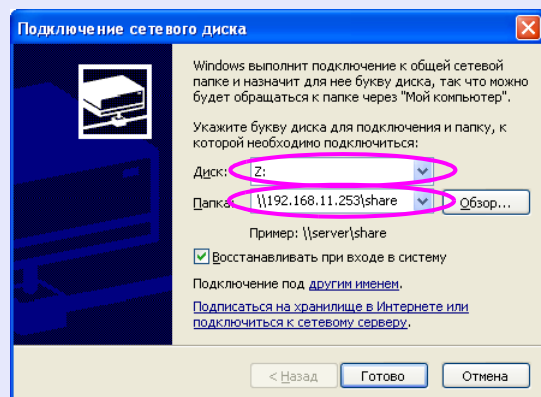 Подключение сетевого диска
Windows выполнит подключение к общей сетевой
папке и назначит для нее букву диска, так что можно
будет обращаться к папке через "Мой компьютер".
Укажите букву диска для подключения и папку, к
которой необходимо подключиться:
Диск: Z:
Папка: \\192.168.11.253\share Обзор...
Пример: \\server\share
Восстанавливать при входе в систему
Подключение под другим именем.
Подписаться на хранилище в Интернете или
подключиться к сетевому серверу.
< Назад Готово Отмена